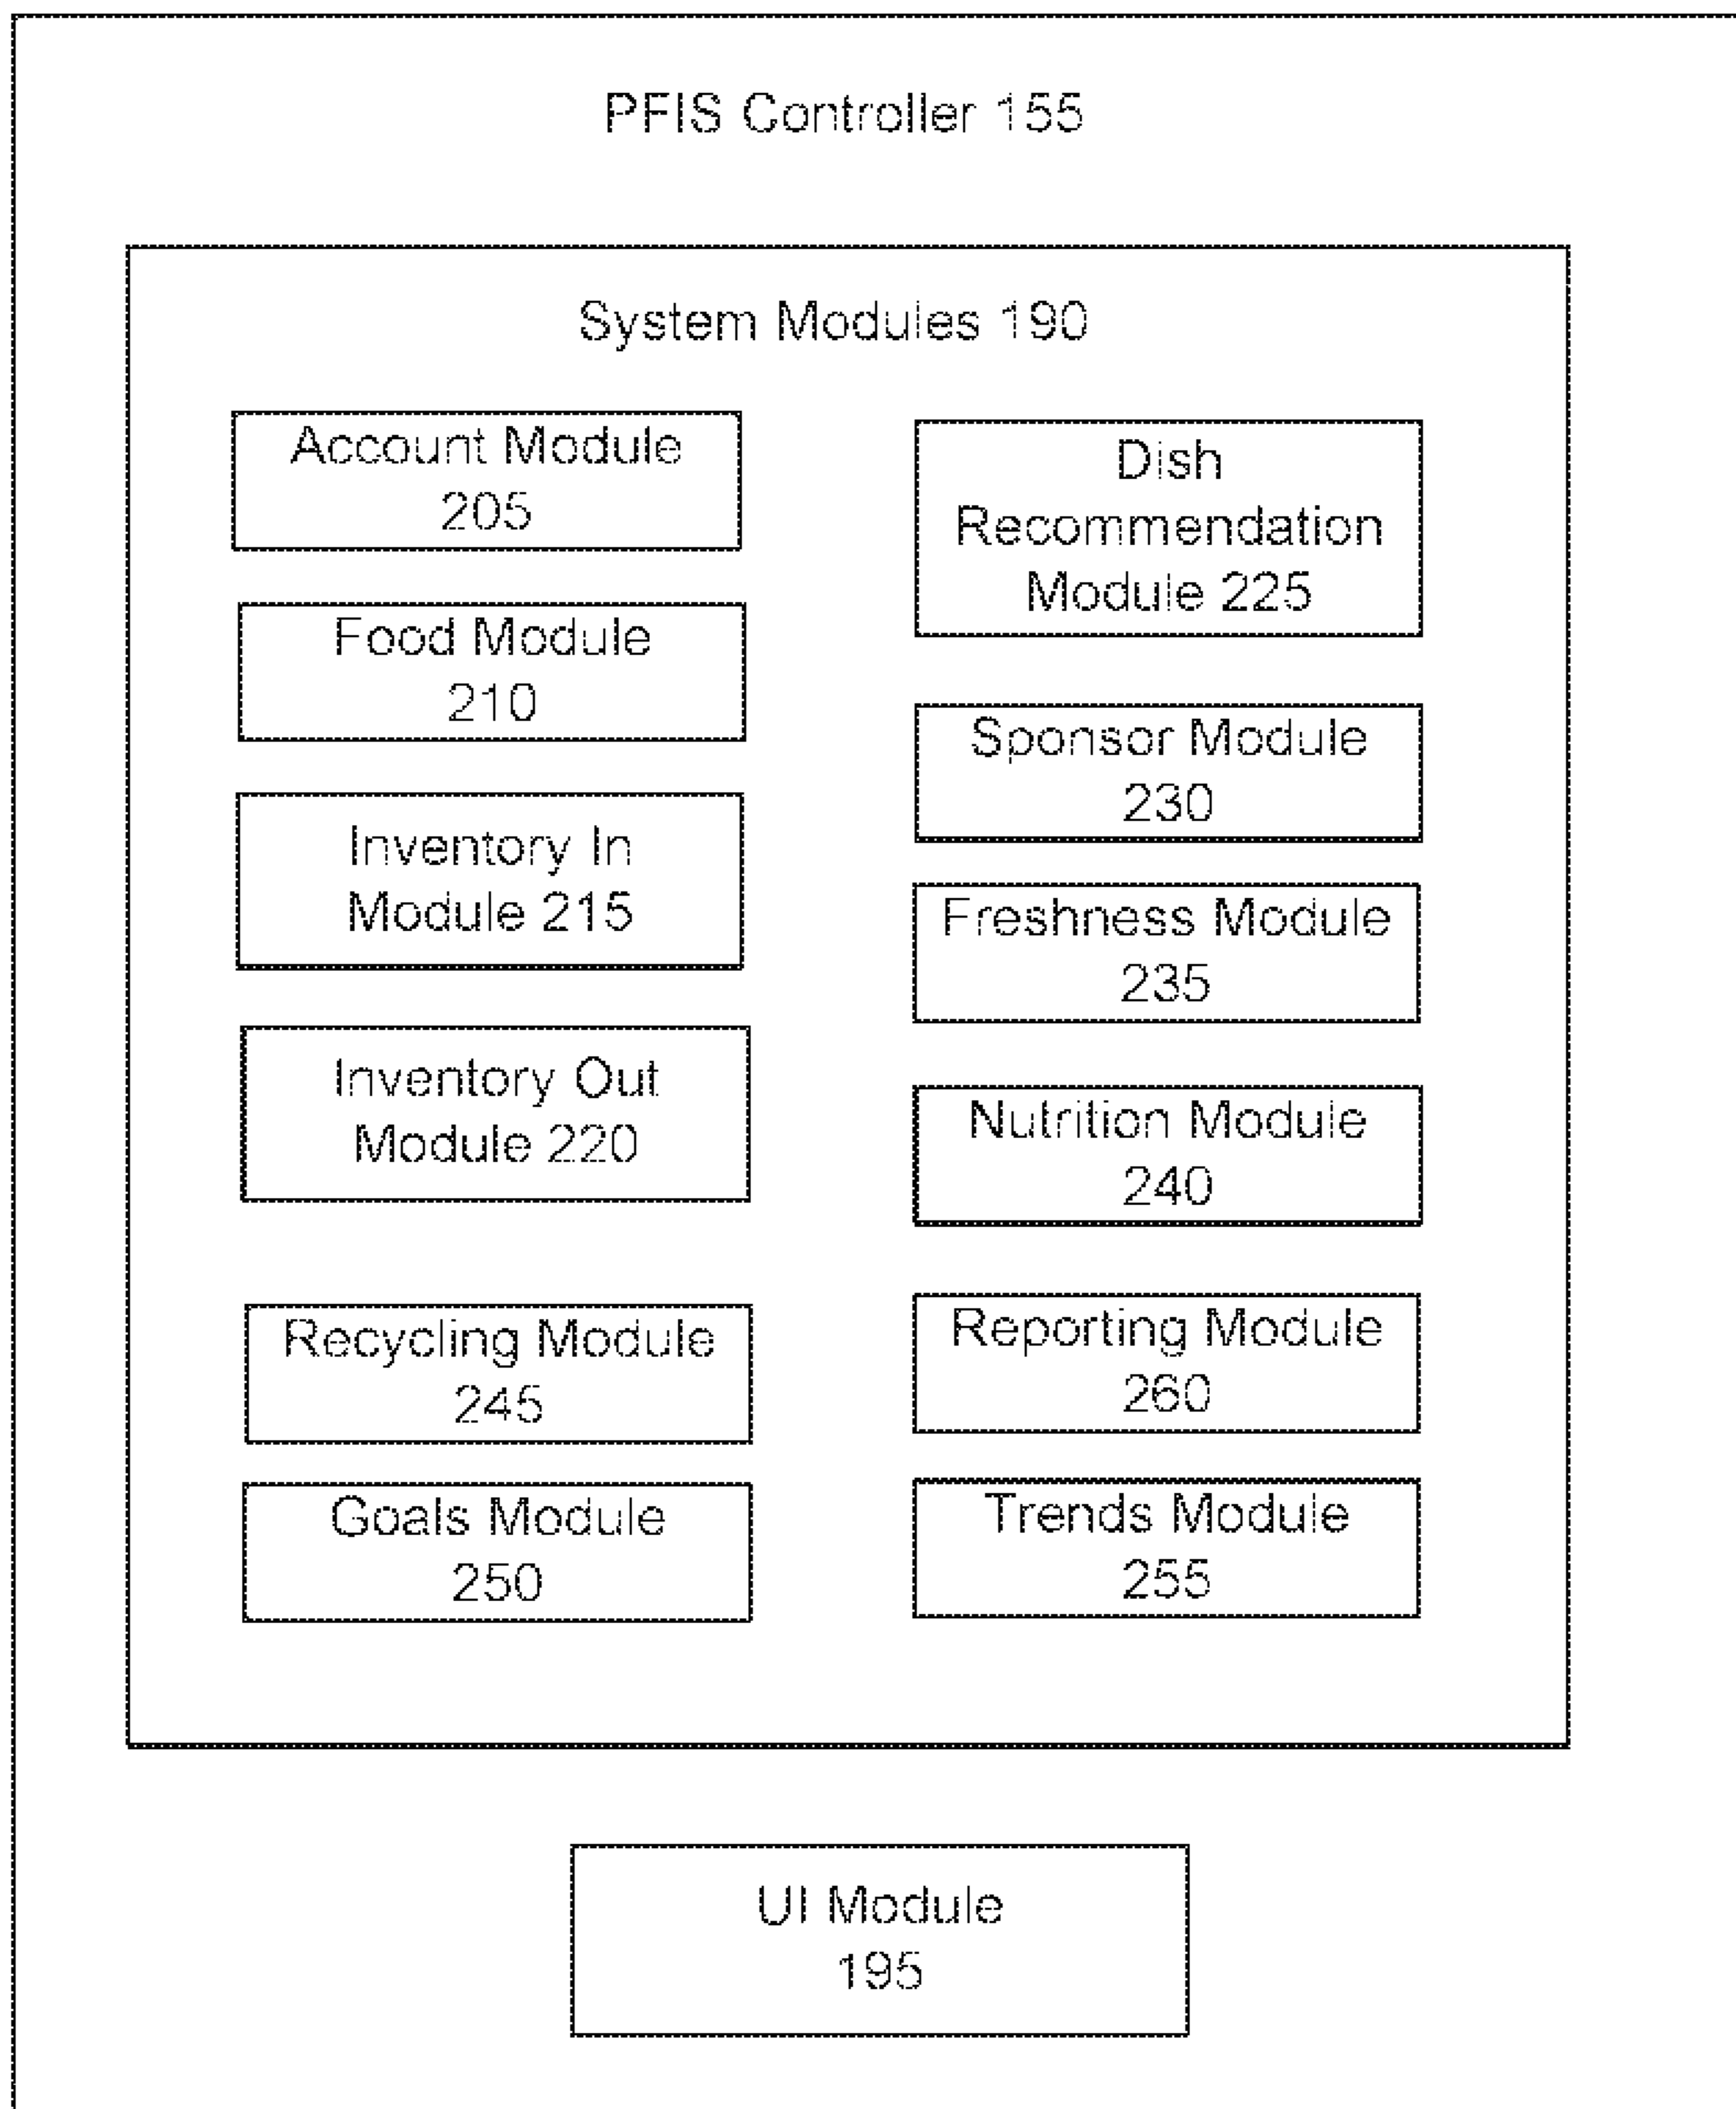 PFIS Controller 155
System Modules 190
Account Module
205
Food Module
210
Inventory In
Module 215
Inventory Out
Module 220
Recycling Module
245
Goals Module
250
Dish
Recommendation
Module 225
Sponsor Module
230
Freshness Module
235
Nutrition Module
240
Reporting Module
260
Trends Module
255
UI Module
195